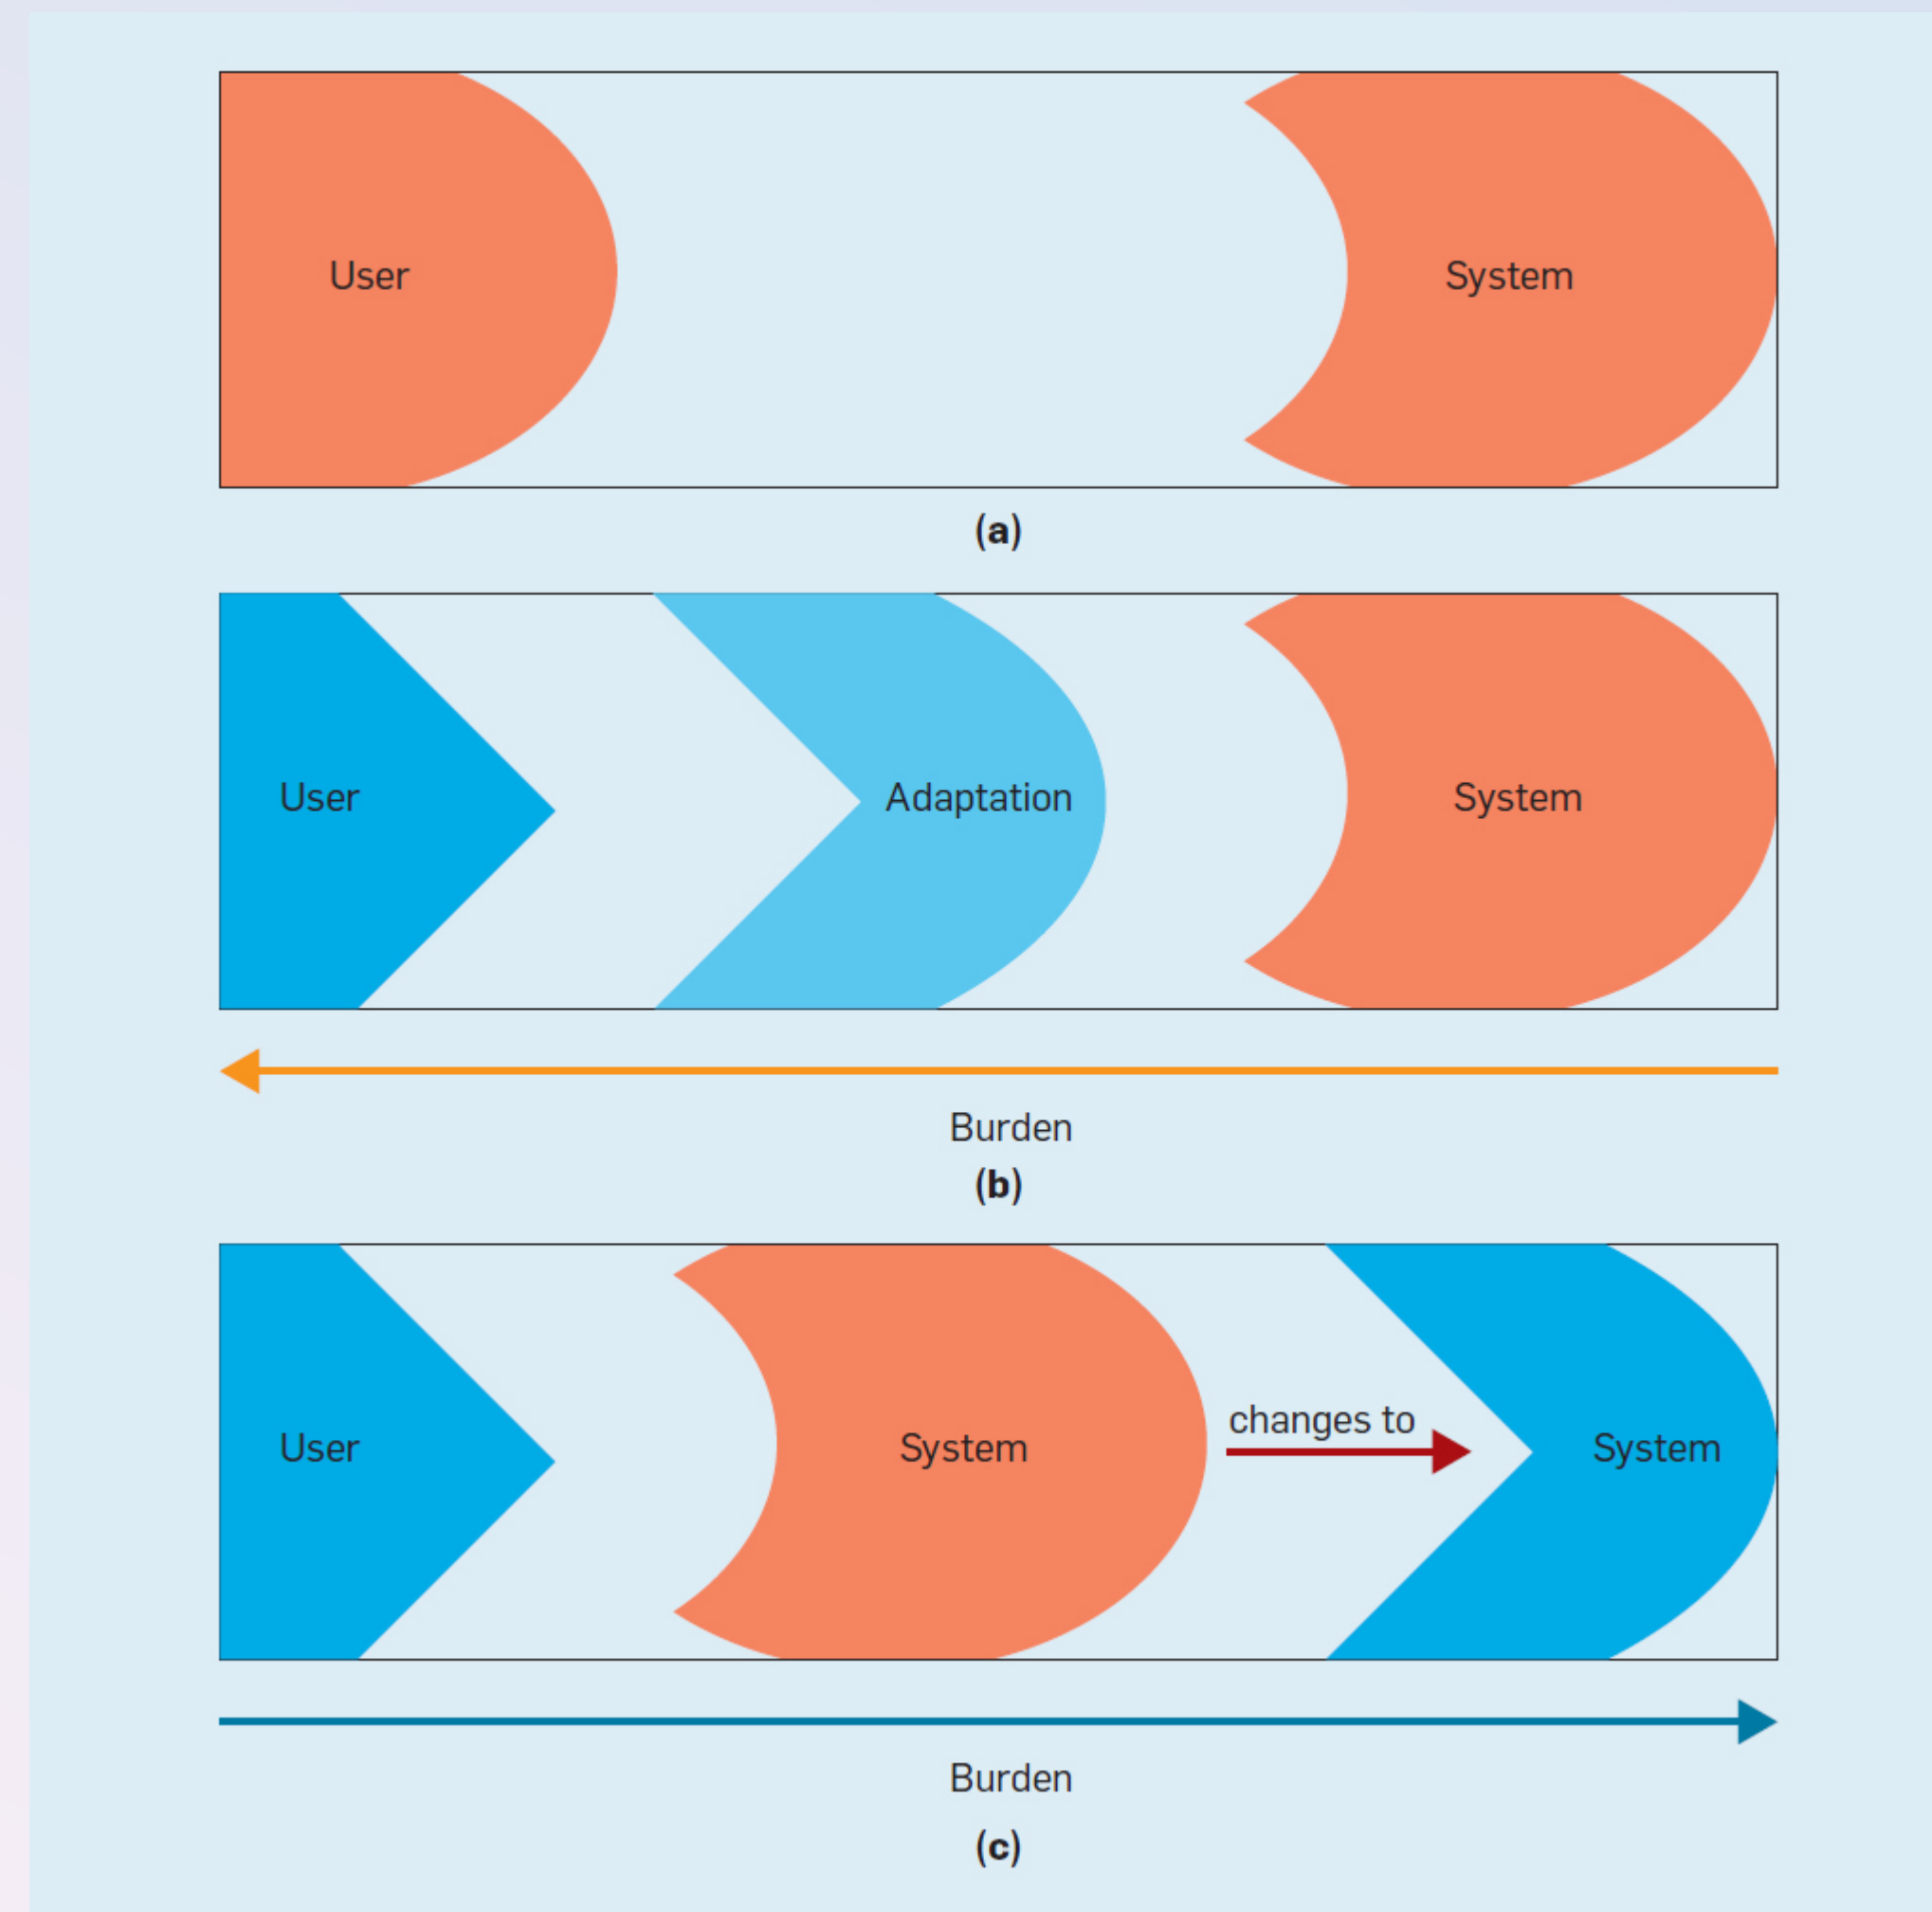 User
System
(a)
User
Adaptation
System
Burden
(b)
User
System
changes to
System
Burden
(c)